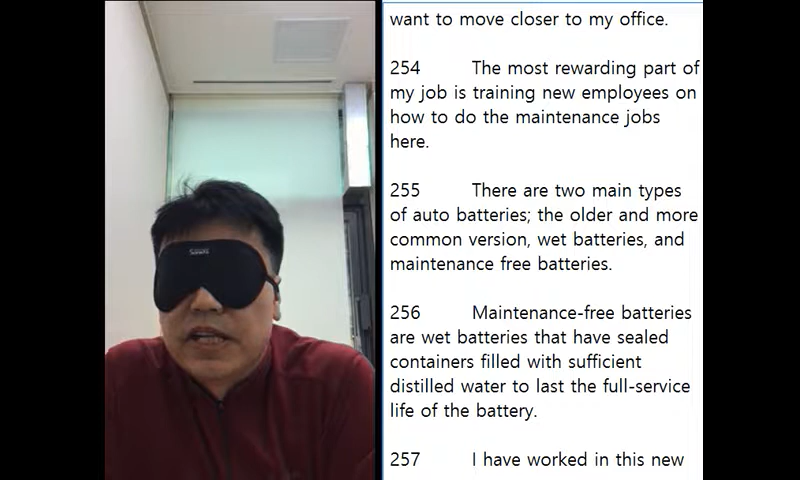 want to move closer to my office.
254 The most rewarding part of
my job is training new employees on
how to do the maintenance jobs
here.
255 There are two main types
of auto batteries; the older and more
common version, wet batteries, and
maintenance free batteries.
256 Maintenance-free batteries
are wet batteries that have sealed
containers filled with sufficient
distilled water to last the full-service
life of the battery.
257 I have worked in this new